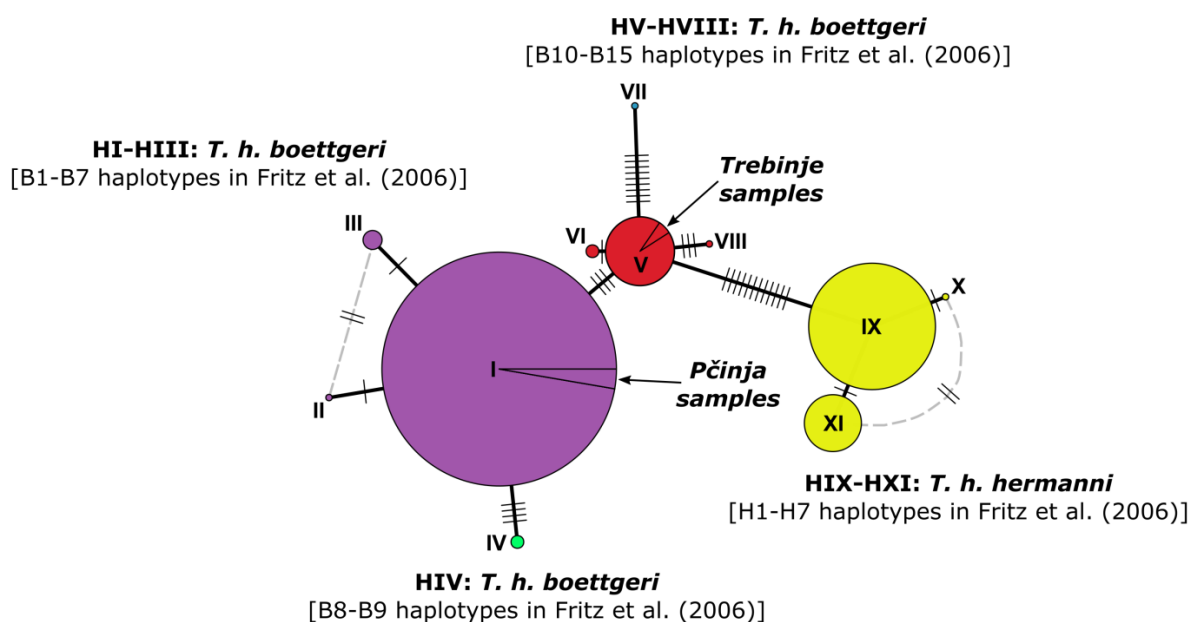 HV-HVIII: T. h. boettgeri
[B10-B15 haplotypes in Fritz et al. (2006)]
VII
HI-HIII: T. h. boettgeri
[B1-B7 haplotypes in Fritz et al. (2006)]
Trebinje
samples
III
VI
VIII
V
X
IX
I
Pčinja
samples
II
XI
HIX-HXI: T. h. hermanni
[H1-H7 haplotypes in Fritz et al. (2006)]
IV
HIV: T. h. boettgeri
[B8-B9 haplotypes in Fritz et al. (2006)]